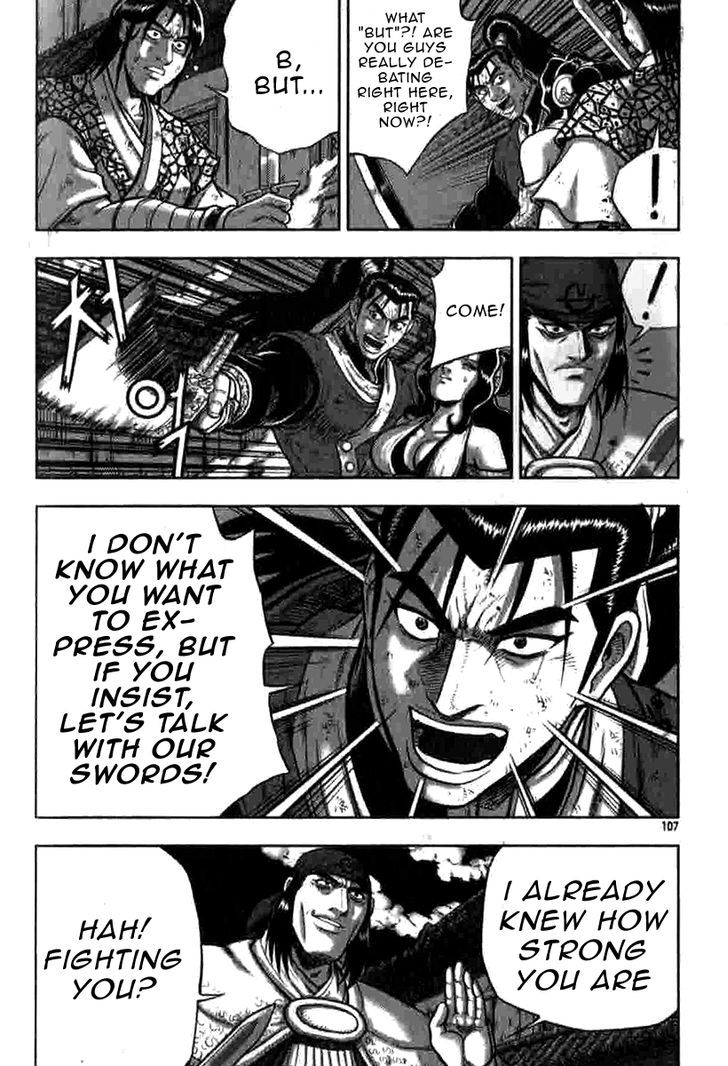 B,
BUT...
WHAT
"BUT"?! ARE
YOU GUYS
REALLY DE-
BATING
RIGHT HERE,
RIGHT
NOW?!
!
COME!
!
I DON'T
KNOW WHAT
YOU WANT
TO EX-
PRESS, BUT
IF YOU
INSIST,
LET'S TALK
WITH OUR
SWORDS!
107
HAH!
FIGHTING
YOU?
I ALREADY
KNEW HOW
STRONG
YOU ARE